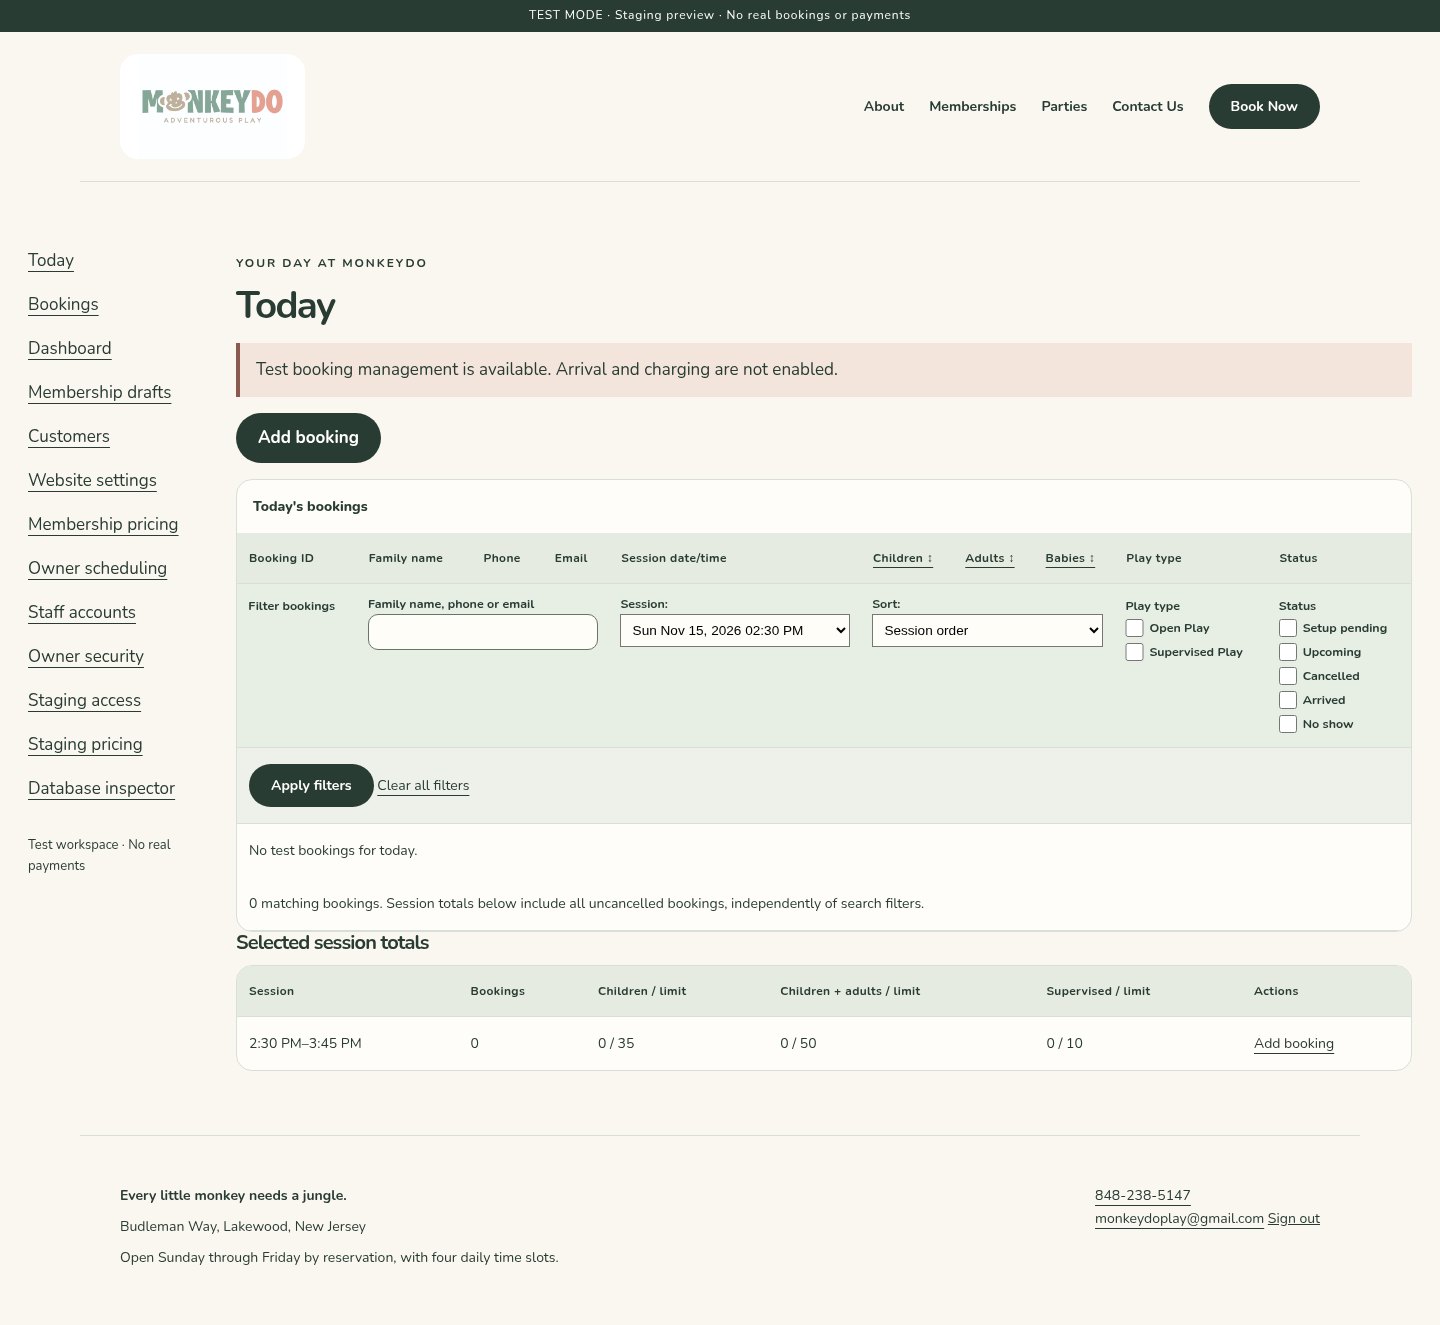 TEST MODE · Staging preview · No real bookings or payments
MONKEYDO
ADVENTUROUS PLAY
About Memberships Parties Contact Us Book Now
Today
Bookings
Dashboard
Membership drafts
Customers
Website settings
Membership pricing
Owner scheduling
Staff accounts
Owner security
Staging access
Staging pricing
Database inspector
Test workspace · No real
payments
YOUR DAY AT MONKEYDO
Today
Test booking management is available. Arrival and charging are not enabled.
Add booking
Today's bookings
Booking ID Family name Phone Email Session date/time Children ↕ Adults ↕ Babies ↕ Play type Status
Filter bookings
Family name, phone or email
Session:
Sun Nov 15, 2026 02:30 PM
Sort:
Session order
Play type
Open Play
Supervised Play
Status
Setup pending
Upcoming
Cancelled
Arrived
No show
Apply filters Clear all filters
No test bookings for today.
0 matching bookings. Session totals below include all uncancelled bookings, independently of search filters.
Selected session totals
Session Bookings Children / limit Children + adults / limit Supervised / limit Actions
2:30 PM–3:45 PM 0 0 / 35 0 / 50 0 / 10 Add booking
Every little monkey needs a jungle.
Budleman Way, Lakewood, New Jersey
Open Sunday through Friday by reservation, with four daily time slots.
848-238-5147
monkeydoplay@gmail.com Sign out